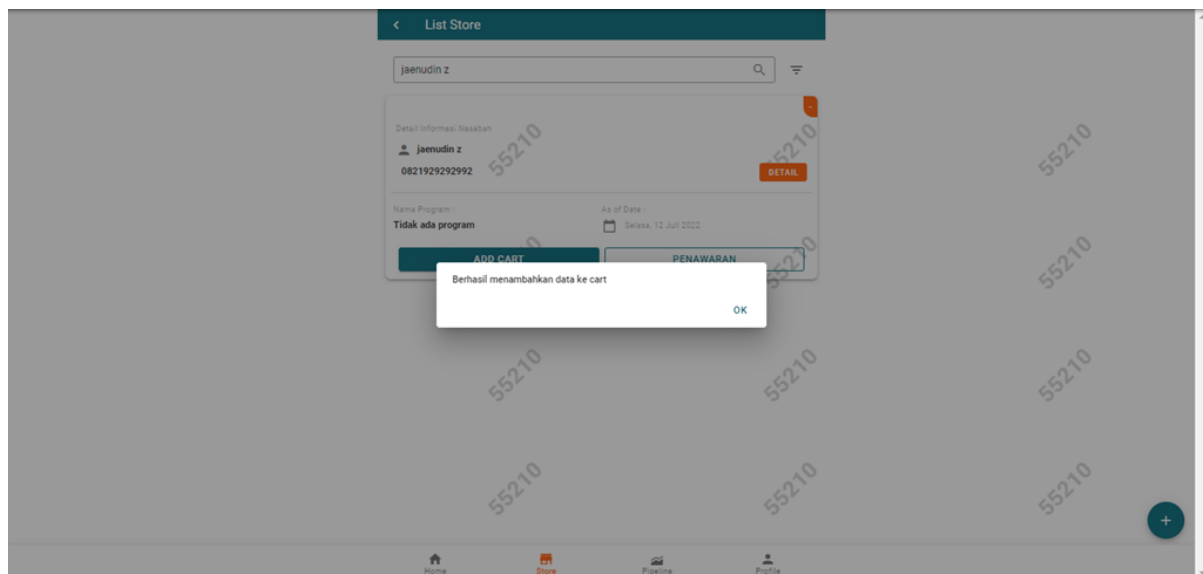 List Store
jaenudin z
-
Detail Informasi Nasabah
jaenudin z
0821929292992
DETAIL
Nama Program :
As of Date :
Tidak ada program
Selasa, 12 Juli 2022
ADD CART
PENAWARAN
Berhasil menambahkan data ke cart
OK
55210
55210
55210
55210
55210
55210
55210
55210
55210
55210
55210
+
Home
Store
Pipeline
Profile